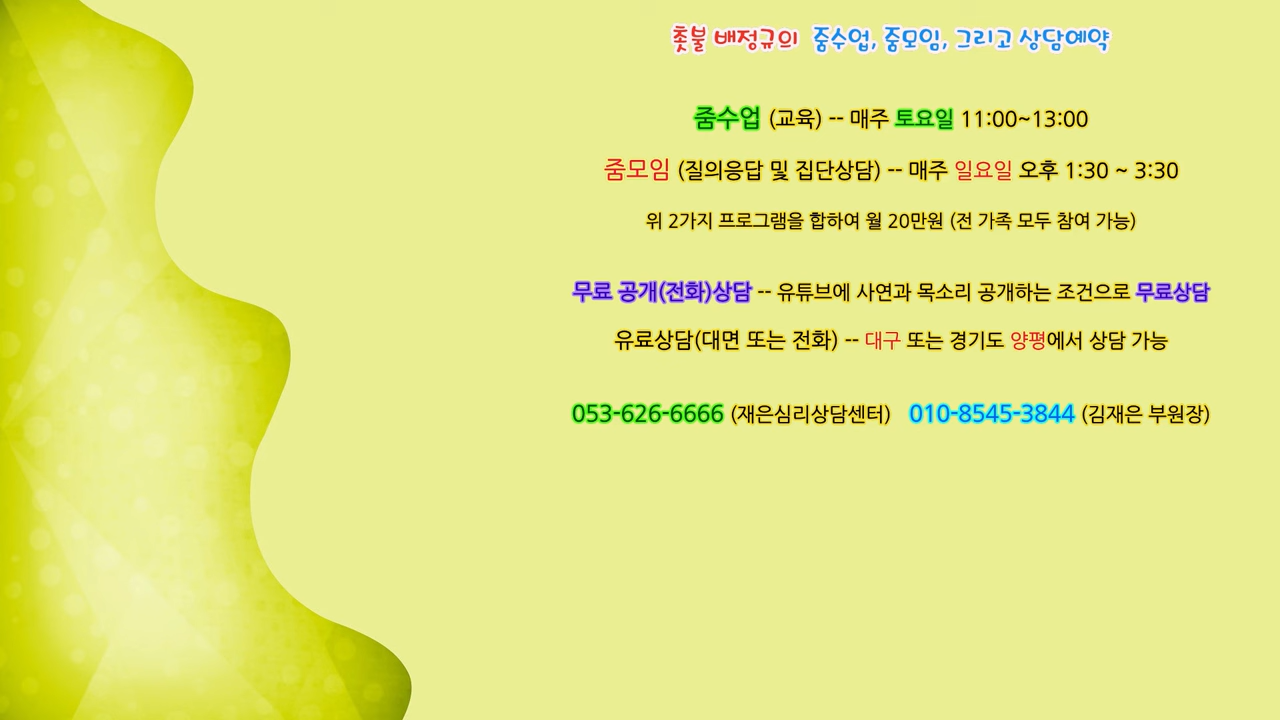 촛불 배정규의 줌수업, 줌모임, 그리고 상담예약
줌수업 (교육) -- 매주 토요일 11:00~13:00
줌모임 (질의응답 및 집단상담) -- 매주 일요일 오후 1:30 ~ 3:30
위 2가지 프로그램을 합하여 월 20만원 (전 가족 모두 참여 가능)
무료 공개(전화)상담 -- 유튜브에 사연과 목소리 공개하는 조건으로 무료상담
유료상담(대면 또는 전화) -- 대구 또는 경기도 양평에서 상담 가능
053-626-6666 (재은심리상담센터) 010-8545-3844 (김재은 부원장)